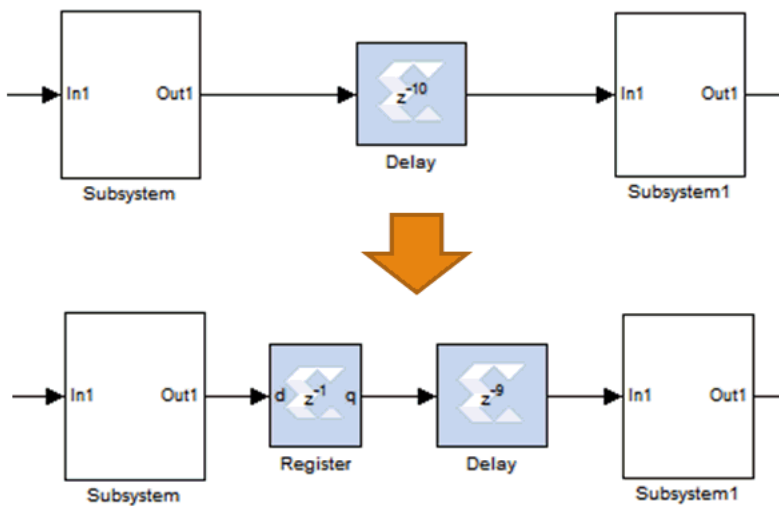 In1 Out1 z-10 In1 Out1
Subsystem Delay Subsystem1
In1 Out1 d z-1 q z-9 In1 Out1
Subsystem Register Delay Subsystem1